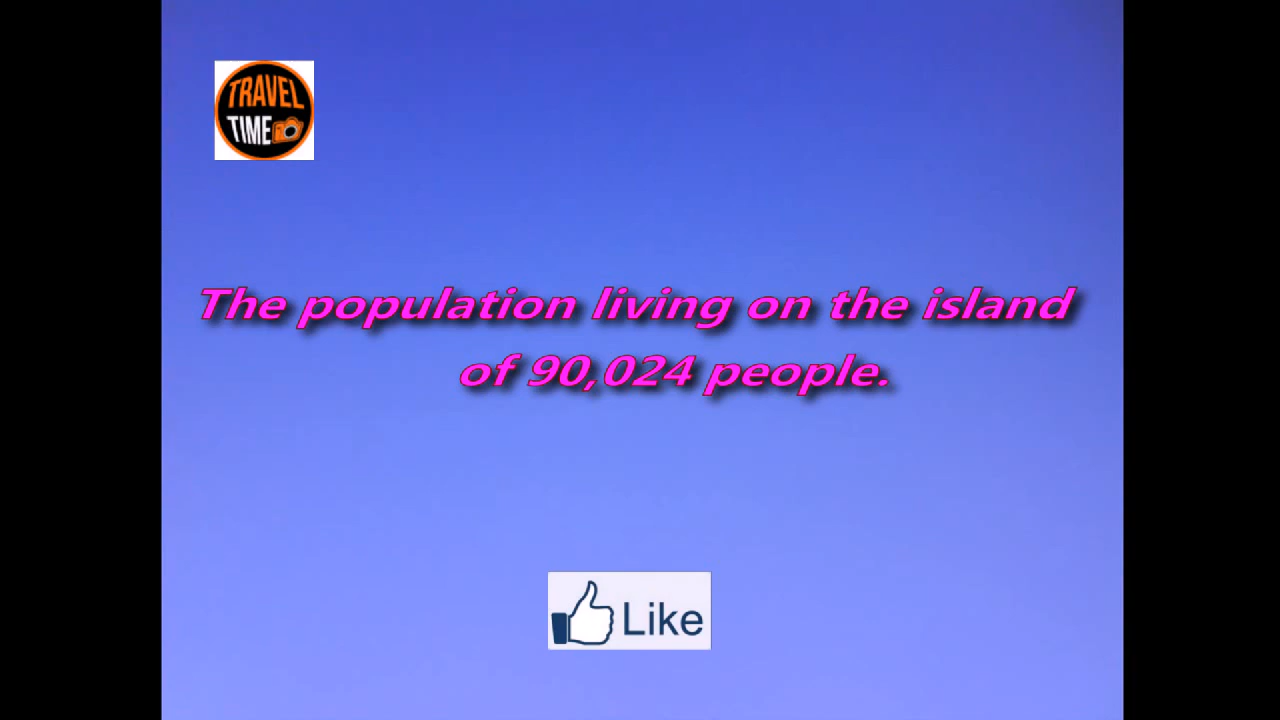 TRAVEL
TIME
The population living on the island
of 90,024 people.
Like